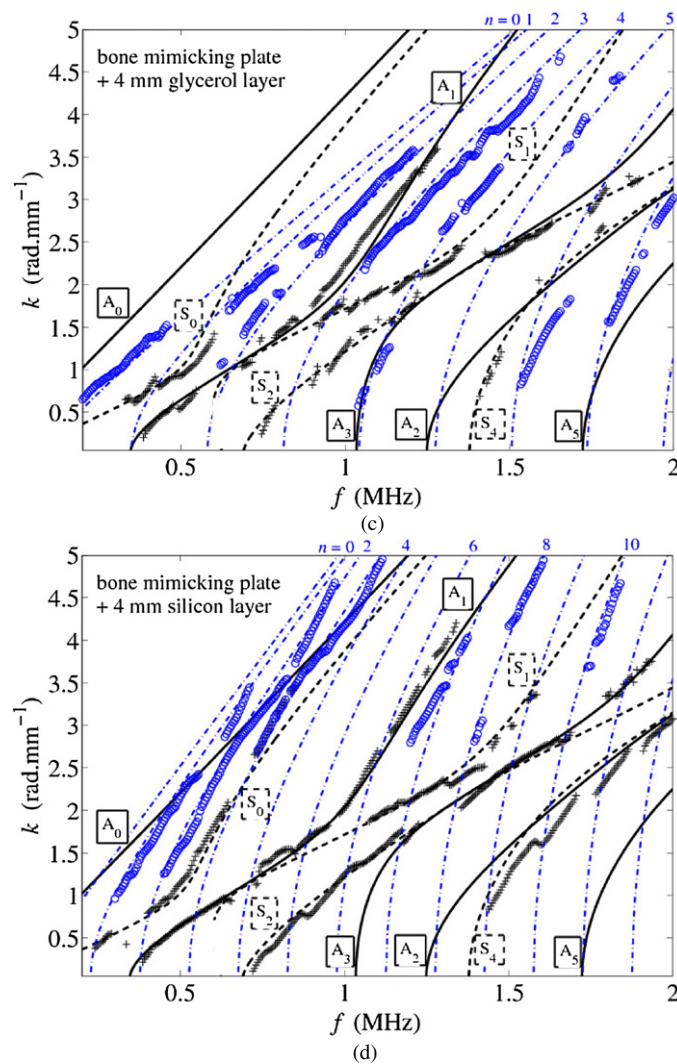 n = 0 1 2 3 4 5
5
bone mimicking plate
+ 4 mm glycerol layer
A1
4.5
4
S1
3.5
k (rad.mm−1)
3
2.5
2
A0
S0
1.5
1
S2
0.5
A3
A2
S4
A5
0.5 1 1.5 2
f (MHz)
(c)
n = 0 2 4 6 8 10
5
bone mimicking plate
+ 4 mm silicon layer
A1
4.5
4
S1
3.5
k (rad.mm−1)
3
2.5
2
S0
A0
1.5
1
S2
0.5
A3
A2
S4
A5
0.5 1 1.5 2
f (MHz)
(d)